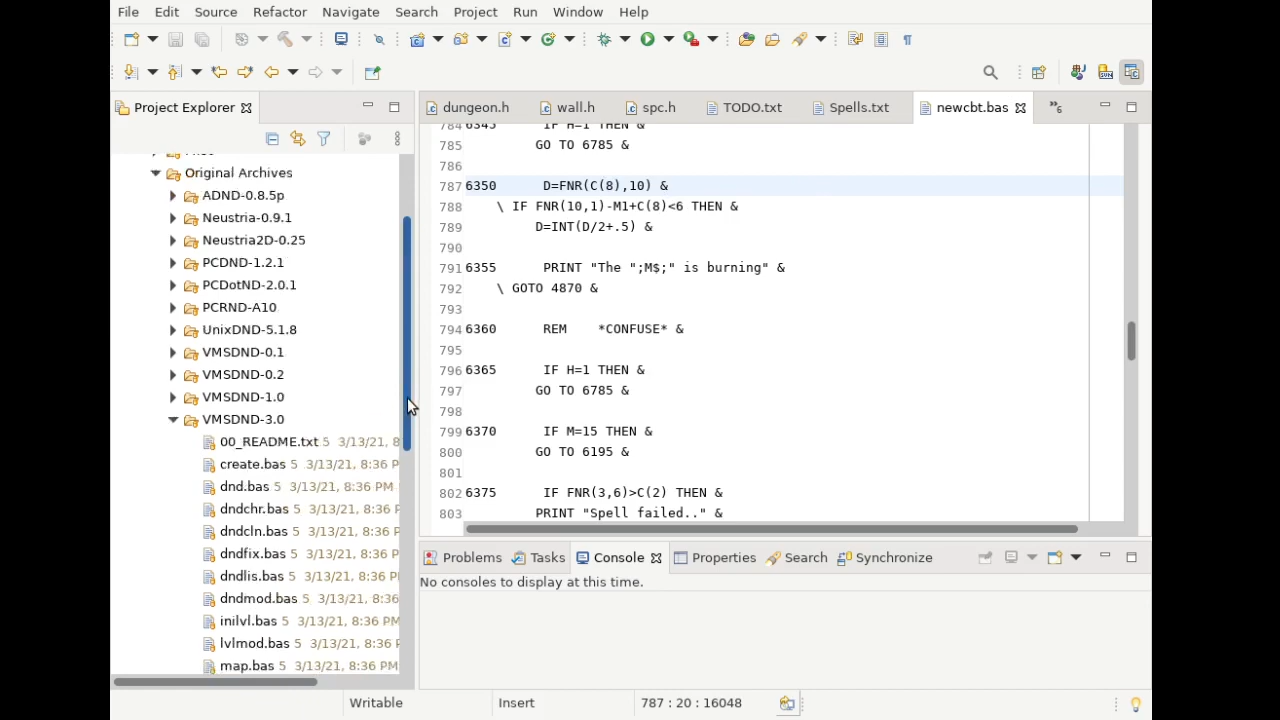 File Edit Source Refactor Navigate Search Project Run Window Help
Project Explorer
Original Archives
ADND-0.8.5p
Neustria-0.9.1
Neustria2D-0.25
PCDND-1.2.1
PCDotND-2.0.1
PCRND-A10
UnixDND-5.1.8
VMSDND-0.1
VMSDND-0.2
VMSDND-1.0
VMSDND-3.0
00_README.txt 5 3/13/21, 8
create.bas 5 3/13/21, 8:36 P
dnd.bas 5 3/13/21, 8:36 PM
dndchr.bas 5 3/13/21, 8:36 P
dndcln.bas 5 3/13/21, 8:36 P
dndfix.bas 5 3/13/21, 8:36 P
dndlis.bas 5 3/13/21, 8:36 P
dndmod.bas 5 3/13/21, 8:36
inilvl.bas 5 3/13/21, 8:36 P
lvlmod.bas 5 3/13/21, 8:36 P
map.bas 5 3/13/21, 8:36 PM
dungeon.h wall.h spc.h TODO.txt Spells.txt newcbt.bas »6
784 6345 IF H=1 THEN &
785 GO TO 6785 &
786
787 6350 D=FNR(C(8),10) &
788 \ IF FNR(10,1)-M1+C(8)<6 THEN &
789 D=INT(D/2+.5) &
790
791 6355 PRINT "The ";M$;" is burning" &
792 \ GOTO 4870 &
793
794 6360 REM *CONFUSE* &
795
796 6365 IF H=1 THEN &
797 GO TO 6785 &
798
799 6370 IF M=15 THEN &
800 GO TO 6195 &
801
802 6375 IF FNR(3,6)>C(2) THEN &
803 PRINT "Spell failed.." &
Problems Tasks Console Properties Search Synchronize
No consoles to display at this time.
Writable Insert 787 : 20 : 16048